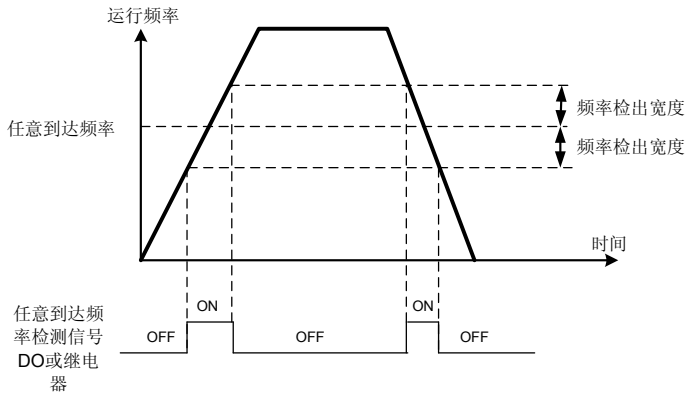 运行频率
任意到达频率
频率检出宽度
频率检出宽度
时间
任意到达频
率检测信号
DO或继电
器
OFF
ON
OFF
ON
OFF